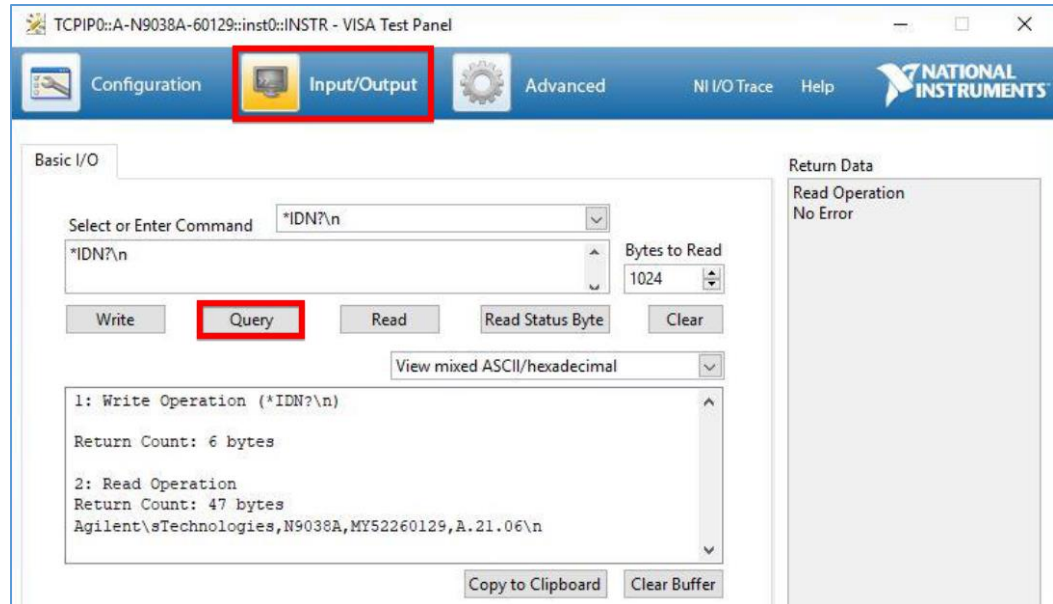 TCPIP0::A-N9038A-60129::inst0::INSTR - VISA Test Panel
Configuration
Input/Output
Advanced
NI I/O Trace
Help
NATIONAL
INSTRUMENTS
Basic I/O
Return Data
Read Operation
No Error
Select or Enter Command
*IDN?\n
*IDN?\n
Bytes to Read
1024
Write
Query
Read
Read Status Byte
Clear
View mixed ASCII/hexadecimal
1: Write Operation (*IDN?\n)
Return Count: 6 bytes
2: Read Operation
Return Count: 47 bytes
Agilent\sTechnologies,N9038A,MY52260129,A.21.06\n
Copy to Clipboard
Clear Buffer